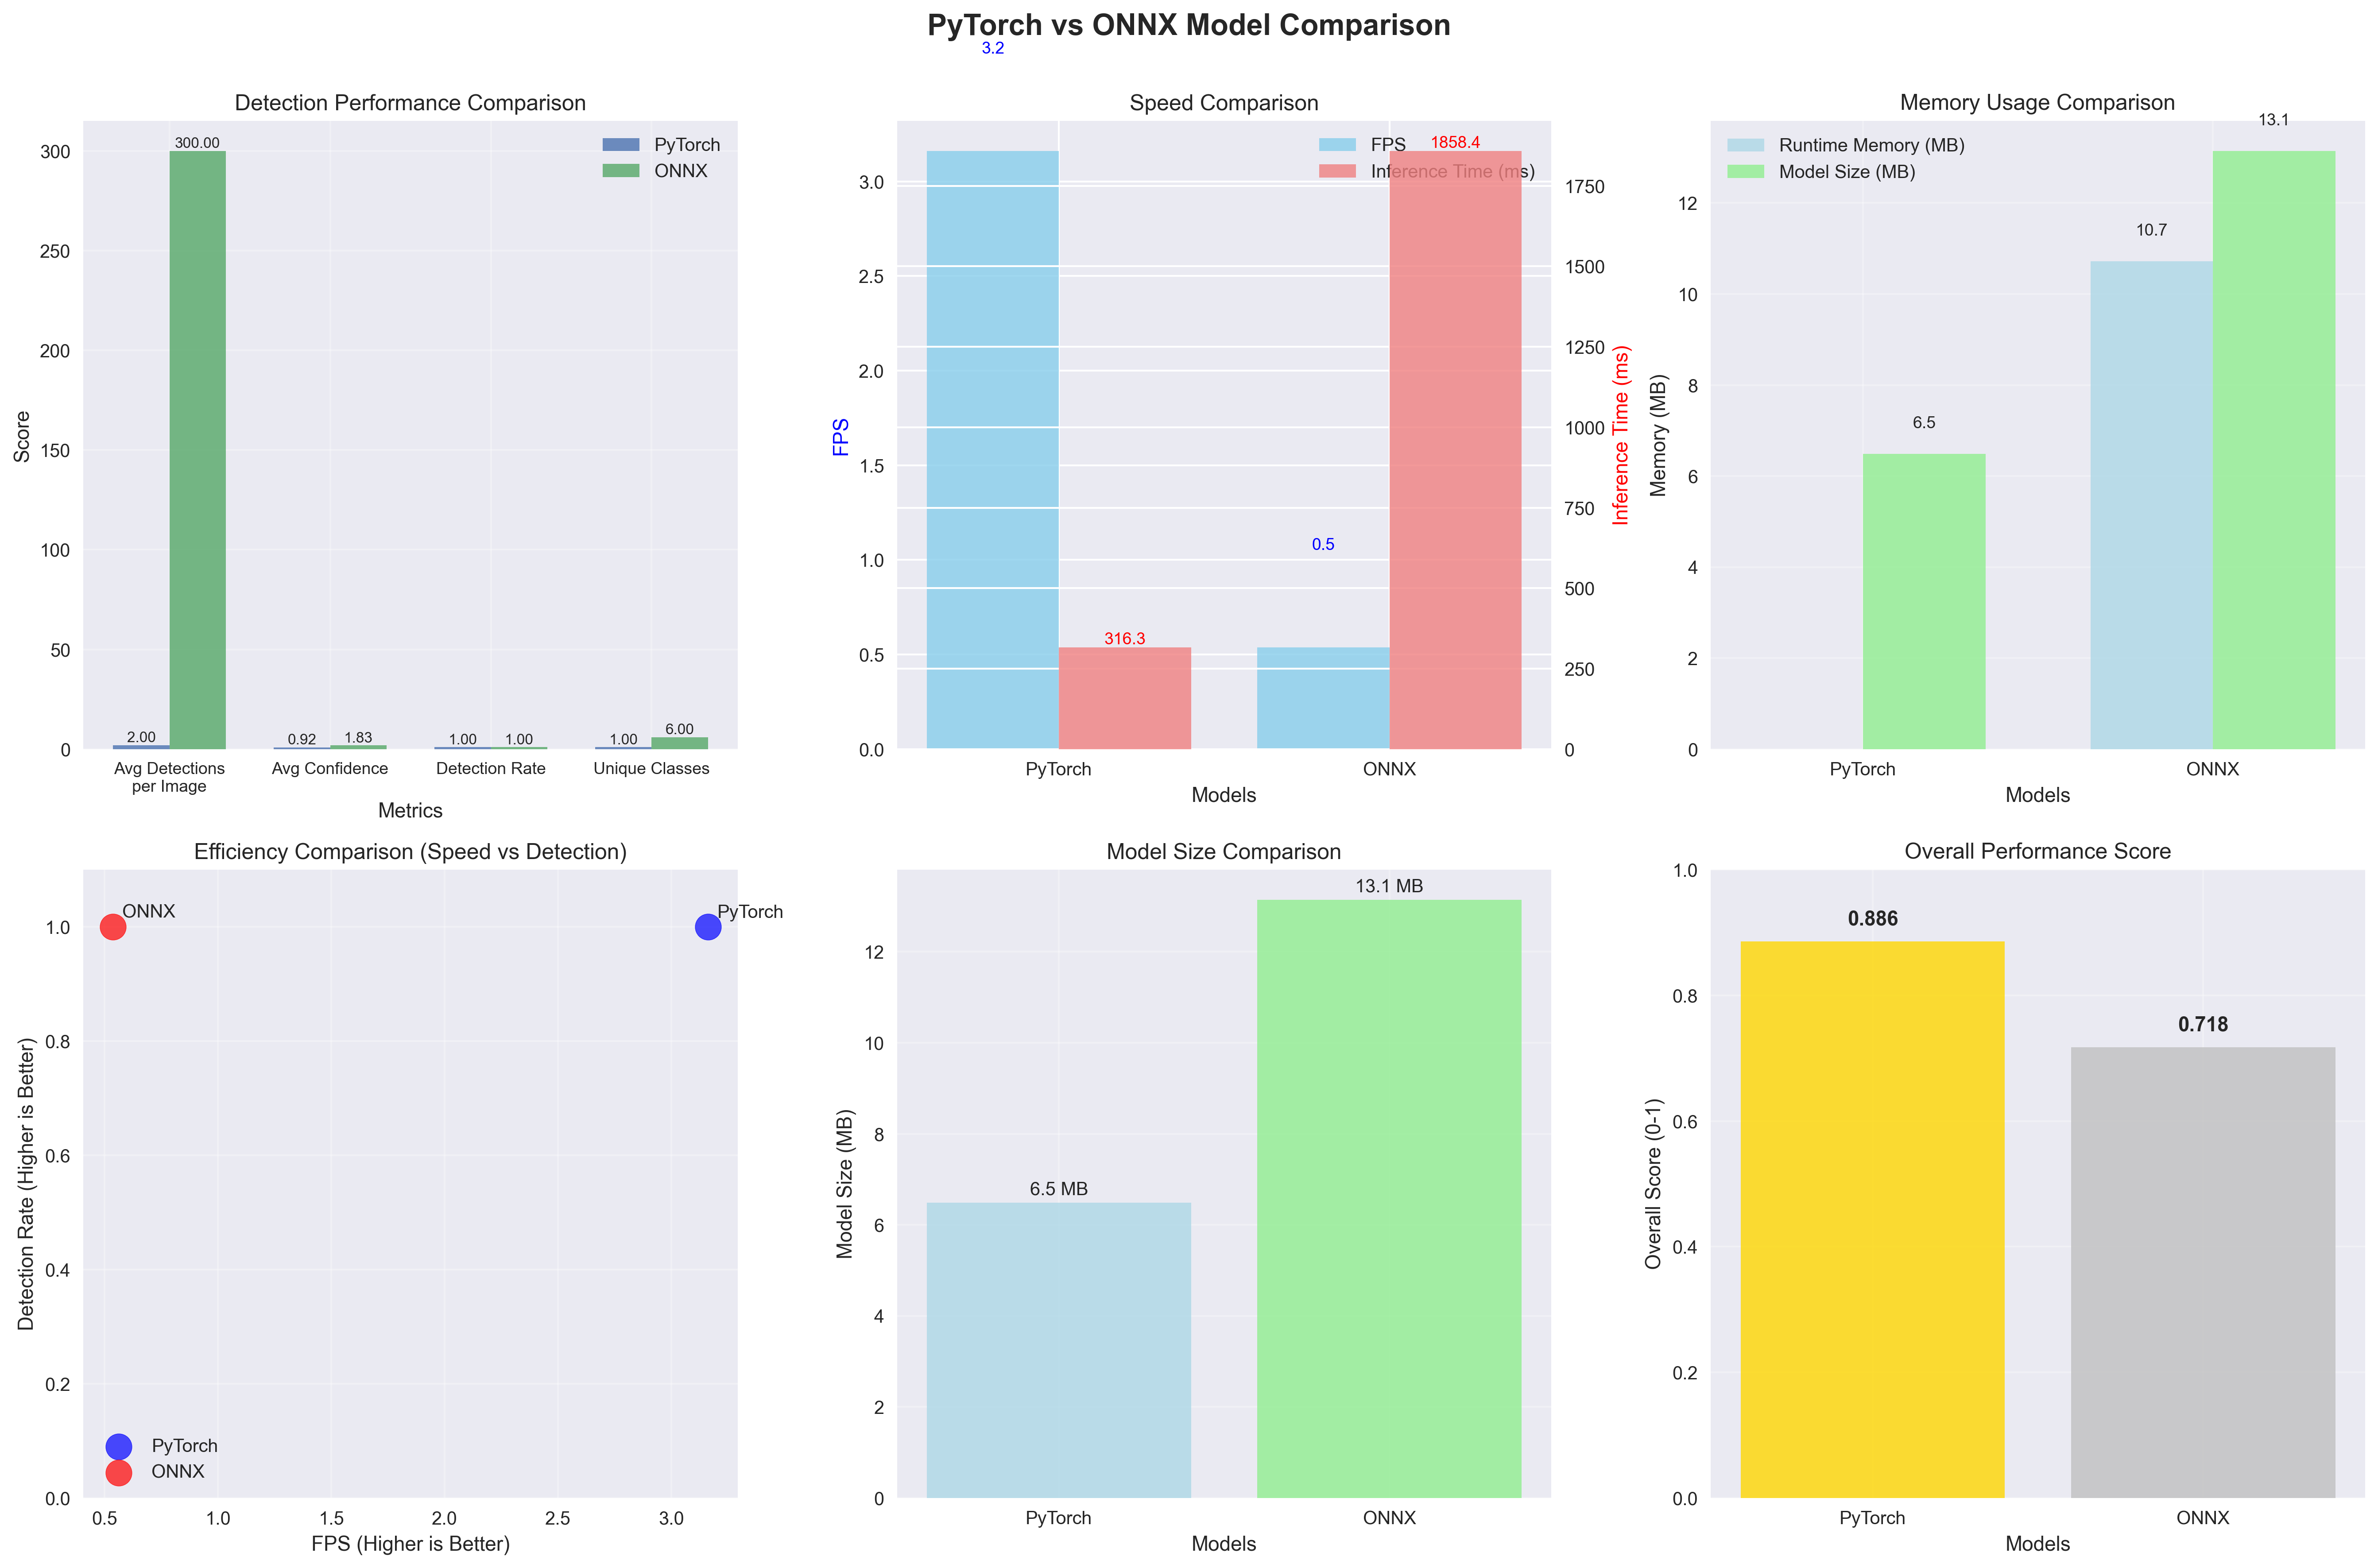 PyTorch vs ONNX Model Comparison
3.2
Detection Performance Comparison
300.00
PyTorch
ONNX
300
250
200
150
100
50
0
Score
2.00
0.92
1.83
1.00
1.00
1.00
6.00
Avg Detections
per Image
Avg Confidence
Detection Rate
Unique Classes
Metrics
Speed Comparison
FPS
Inference Time (ms)
1858.4
3.0
2.5
2.0
1.5
1.0
0.5
0.0
FPS
316.3
0.5
1750
1500
1250
1000
750
500
250
0
Inference Time (ms)
PyTorch
ONNX
Models
Memory Usage Comparison
13.1
Runtime Memory (MB)
Model Size (MB)
10.7
6.5
12
10
8
6
4
2
0
Memory (MB)
PyTorch
ONNX
Models
Efficiency Comparison (Speed vs Detection)
ONNX
PyTorch
1.0
0.8
0.6
0.4
0.2
0.0
Detection Rate (Higher is Better)
PyTorch
ONNX
0.5
1.0
1.5
2.0
2.5
3.0
FPS (Higher is Better)
Model Size Comparison
13.1 MB
6.5 MB
12
10
8
6
4
2
0
Model Size (MB)
PyTorch
ONNX
Models
Overall Performance Score
0.886
0.718
1.0
0.8
0.6
0.4
0.2
0.0
Overall Score (0-1)
PyTorch
ONNX
Models